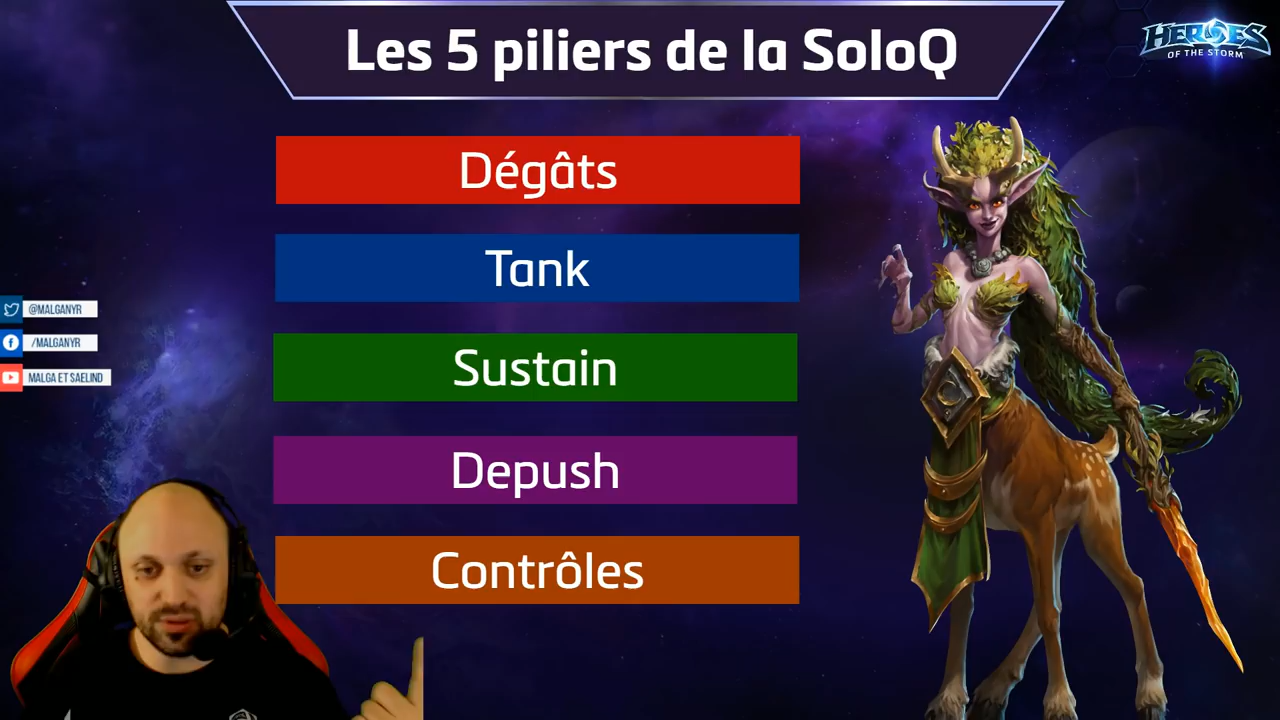 Les 5 piliers de la SoloQ
HEROES
OF THE STORM
Dégâts
Tank
Sustain
Depush
Contrôles
@MALGANYR
/MALGANYR
MALGA ET SAELIND